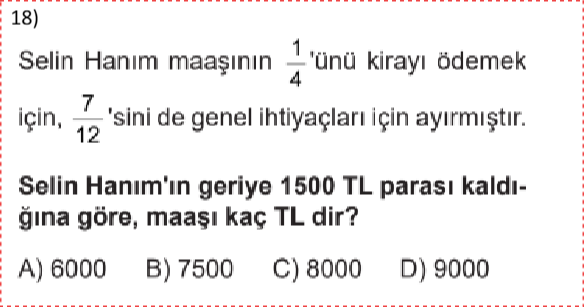 18)
Selin Hanım maaşının 1/4 'ünü kirayı ödemek
için, 7/12 'sini de genel ihtiyaçları için ayırmıştır.
Selin Hanım'ın geriye 1500 TL parası kaldı-
ğına göre, maaşı kaç TL dir?
A) 6000 B) 7500 C) 8000 D) 9000